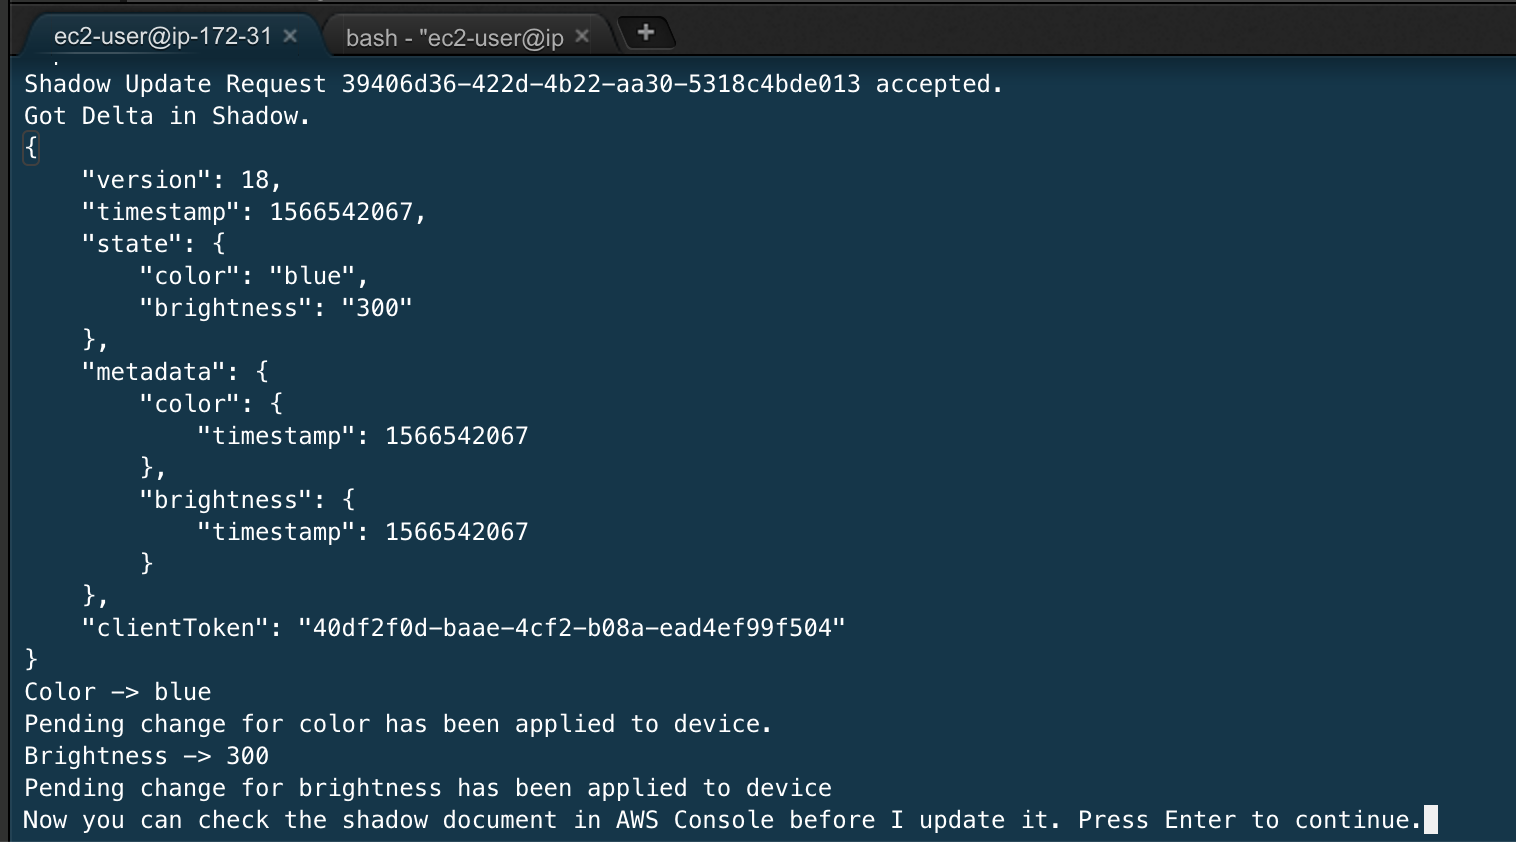 ec2-user@ip-172-31 ×
bash - "ec2-user@ip × +
Shadow Update Request 39406d36-422d-4b22-aa30-5318c4bde013 accepted.
Got Delta in Shadow.
{
    "version": 18,
    "timestamp": 1566542067,
    "state": {
        "color": "blue",
        "brightness": "300"
    },
    "metadata": {
        "color": {
            "timestamp": 1566542067
        },
        "brightness": {
            "timestamp": 1566542067
        }
    },
    "clientToken": "40df2f0d-baae-4cf2-b08a-ead4ef99f504"
}
Color -> blue
Pending change for color has been applied to device.
Brightness -> 300
Pending change for brightness has been applied to device
Now you can check the shadow document in AWS Console before I update it. Press Enter to continue.